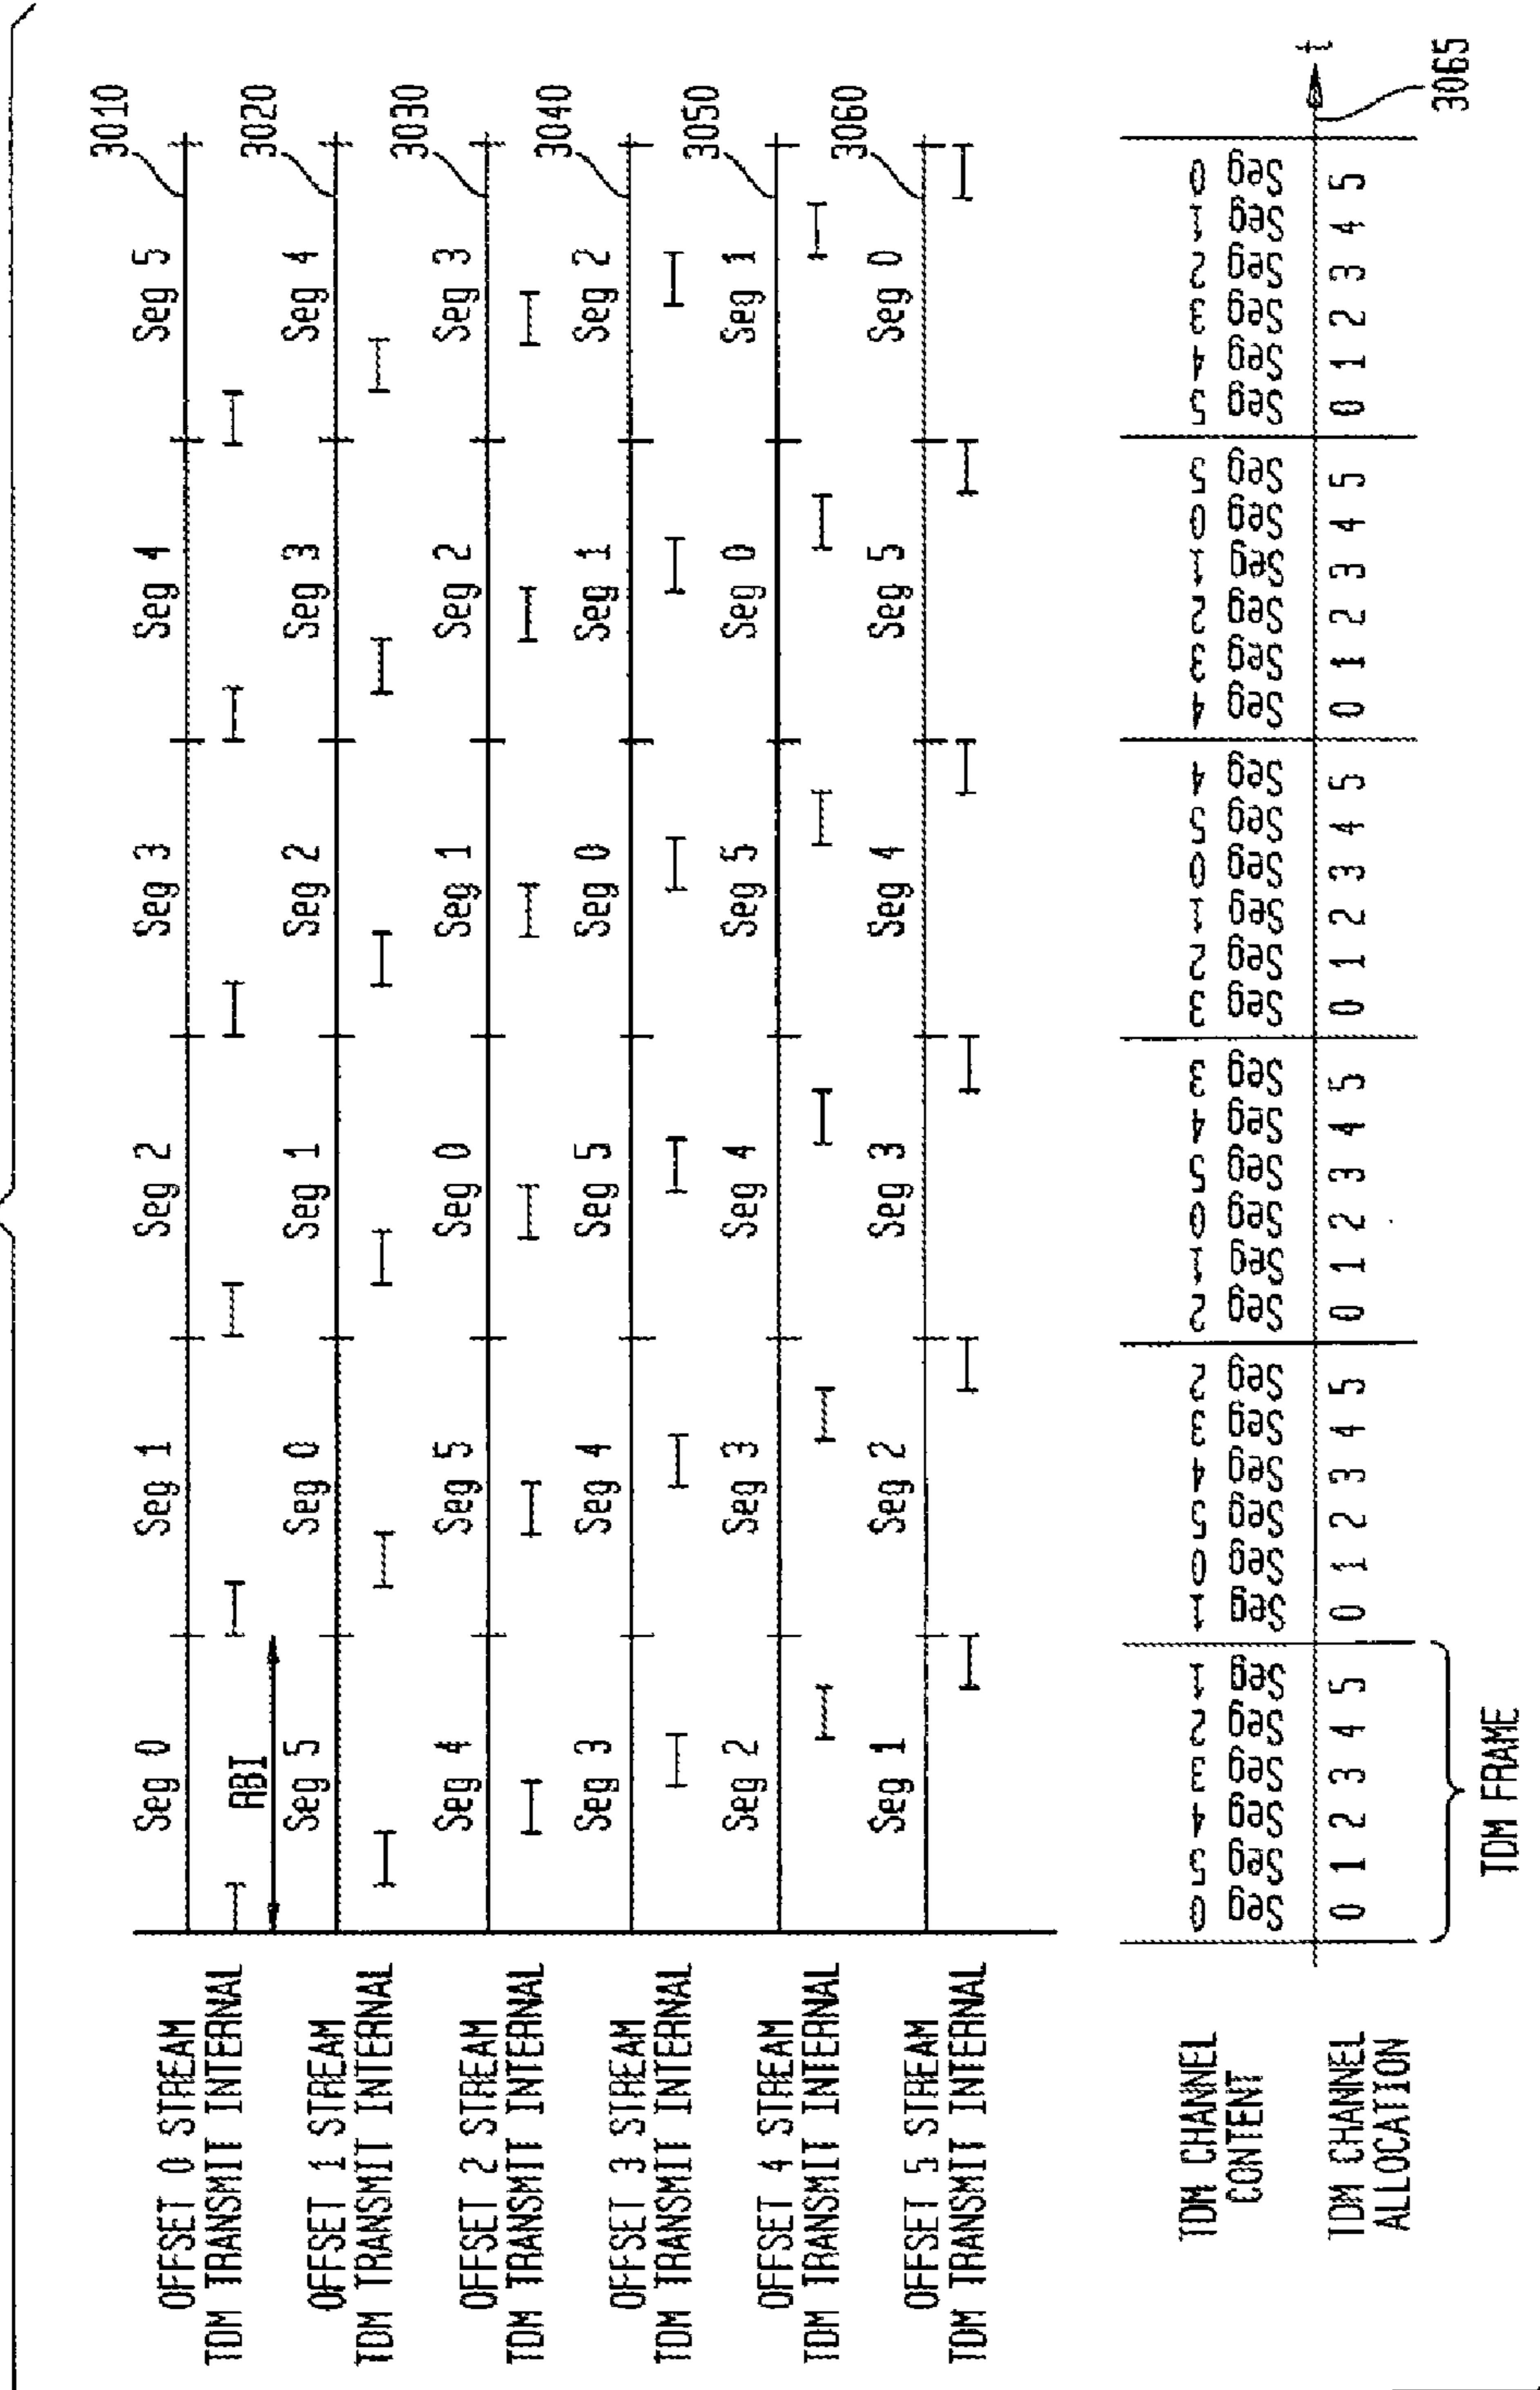 OFFSET 0 STREAM
Seg 0 Seg 1 Seg 2 Seg 3 Seg 4 Seg 5
3010
TDM TRANSMIT INTERNAL
RBI
OFFSET 1 STREAM
Seg 5 Seg 0 Seg 1 Seg 2 Seg 3 Seg 4
3020
TDM TRANSMIT INTERNAL
OFFSET 2 STREAM
Seg 4 Seg 5 Seg 0 Seg 1 Seg 2 Seg 3
3030
TDM TRANSMIT INTERNAL
OFFSET 3 STREAM
Seg 3 Seg 4 Seg 5 Seg 0 Seg 1 Seg 2
3040
TDM TRANSMIT INTERNAL
OFFSET 4 STREAM
Seg 2 Seg 3 Seg 4 Seg 5 Seg 0 Seg 1
3050
TDM TRANSMIT INTERNAL
OFFSET 5 STREAM
Seg 1 Seg 2 Seg 3 Seg 4 Seg 5 Seg 0
3060
TDM TRANSMIT INTERNAL
TDM CHANNEL
CONTENT
Seg 0 Seg 5 Seg 4 Seg 3 Seg 2 Seg 1
Seg 1 Seg 0 Seg 5 Seg 4 Seg 3 Seg 2
Seg 2 Seg 1 Seg 0 Seg 5 Seg 4 Seg 3
Seg 3 Seg 2 Seg 1 Seg 0 Seg 5 Seg 4
Seg 4 Seg 3 Seg 2 Seg 1 Seg 0 Seg 5
Seg 5 Seg 4 Seg 3 Seg 2 Seg 1 Seg 0
t
3065
TDM CHANNEL
ALLOCATION
0 1 2 3 4 5
0 1 2 3 4 5
0 1 2 3 4 5
0 1 2 3 4 5
0 1 2 3 4 5
0 1 2 3 4 5
TDM FRAME